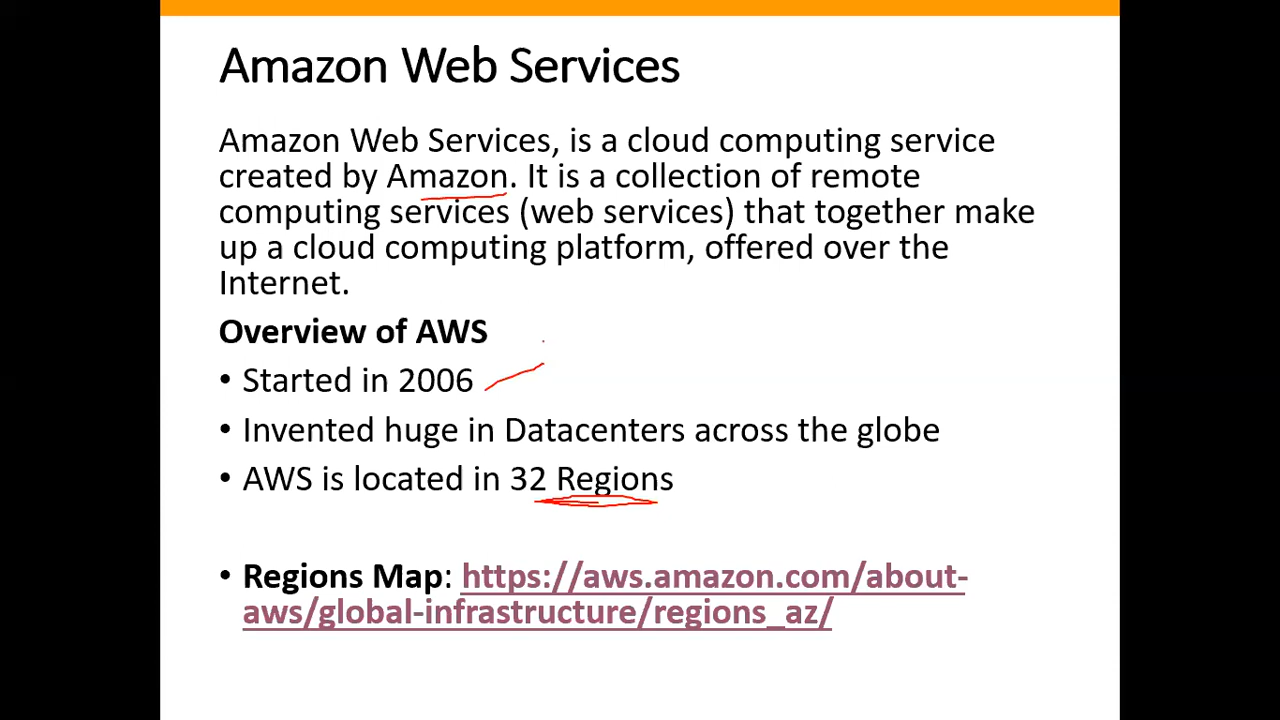 Amazon Web Services
Amazon Web Services, is a cloud computing service
created by Amazon. It is a collection of remote
computing services (web services) that together make
up a cloud computing platform, offered over the
Internet.
Overview of AWS
• Started in 2006
• Invented huge in Datacenters across the globe
• AWS is located in 32 Regions
• Regions Map: https://aws.amazon.com/about-
aws/global-infrastructure/regions_az/